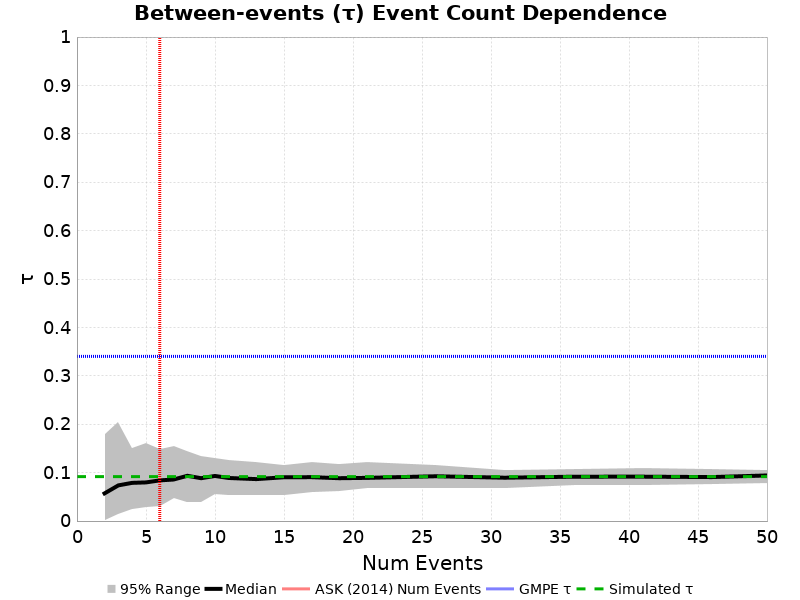 Between-events (τ) Event Count Dependence
1
0.9
0.8
0.7
0.6
0.5
0.4
0.3
0.2
0.1
0
τ
0 5 10 15 20 25 30 35 40 45 50
Num Events
95% Range Median ASK (2014) Num Events GMPE τ Simulated τ